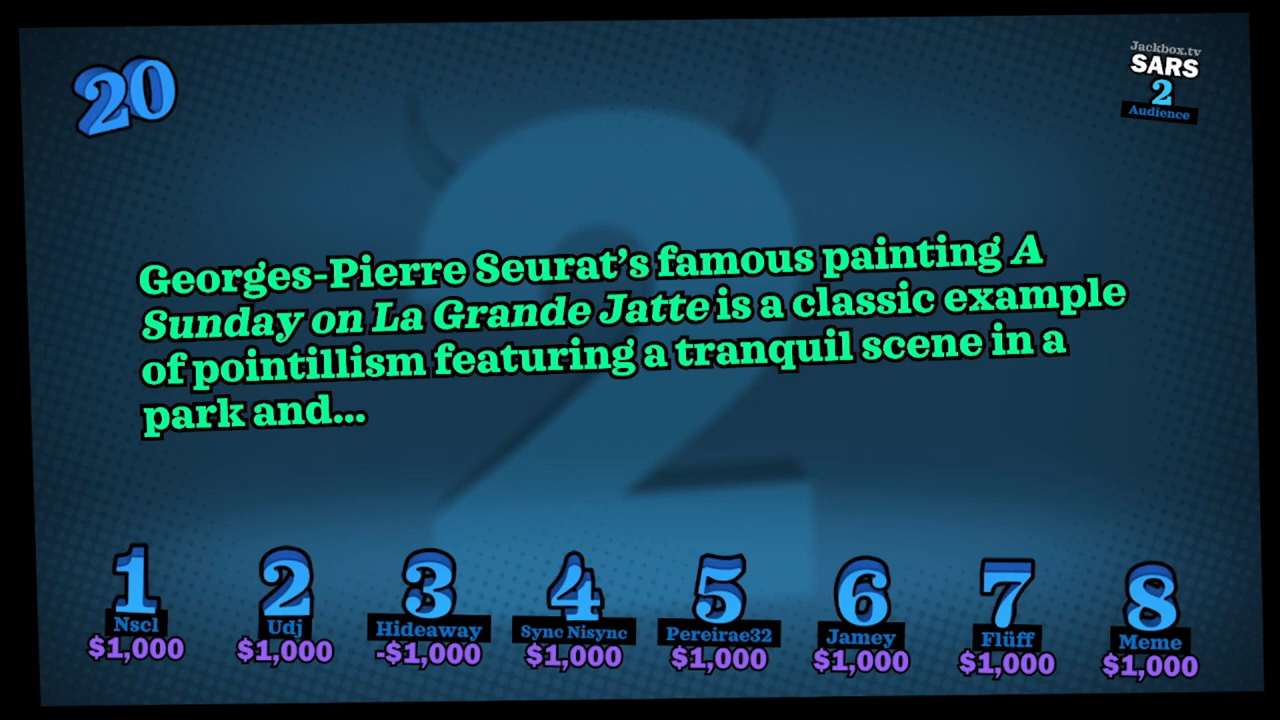 20
Jackbox.tv
SARS
2
Audience
Georges-Pierre Seurat’s famous painting A
Sunday on La Grande Jatte is a classic example
of pointillism featuring a tranquil scene in a
park and...
2
1
Nscl
$1,000
2
Udj
$1,000
3
Hideaway
-$1,000
4
Sync Nisync
$1,000
5
Pereirae32
$1,000
6
Jamey
$1,000
7
Flüff
$1,000
8
Meme
$1,000